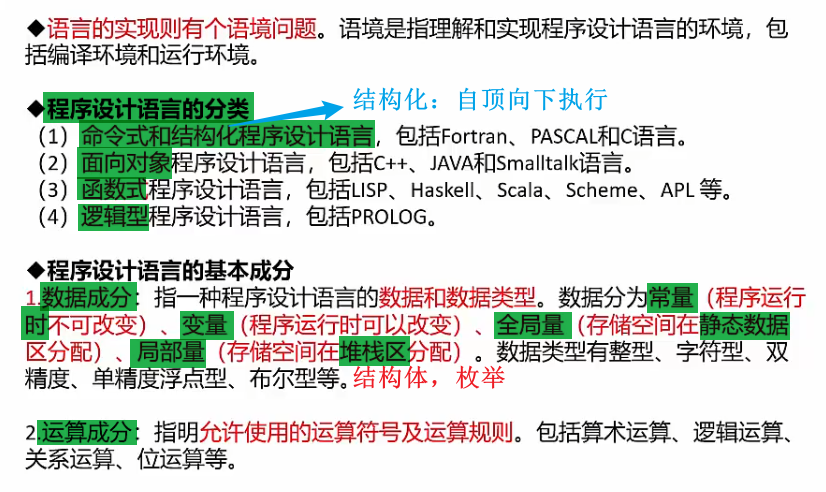 ◆语言的实现则有个语境问题。语境是指理解和实现程序设计语言的环境，包
括编译环境和运行环境。
◆程序设计语言的分类
结构化：自顶向下执行
（1）命令式和结构化程序设计语言，包括Fortran、PASCAL和C语言。
（2）面向对象程序设计语言，包括C++、JAVA和Smalltalk语言。
（3）函数式程序设计语言，包括LISP、Haskell、Scala、Scheme、APL 等。
（4）逻辑型程序设计语言，包括PROLOG。
◆程序设计语言的基本成分
1.数据成分：指一种程序设计语言的数据和数据类型。数据分为常量（程序运行
时不可改变）、变量（程序运行时可以改变）、全局量（存储空间在静态数据
区分配）、局部量（存储空间在堆栈区分配）。数据类型有整型、字符型、双
精度、单精度浮点型、布尔型等。结构体，枚举
2.运算成分：指明允许使用的运算符号及运算规则。包括算术运算、逻辑运算、
关系运算、位运算等。